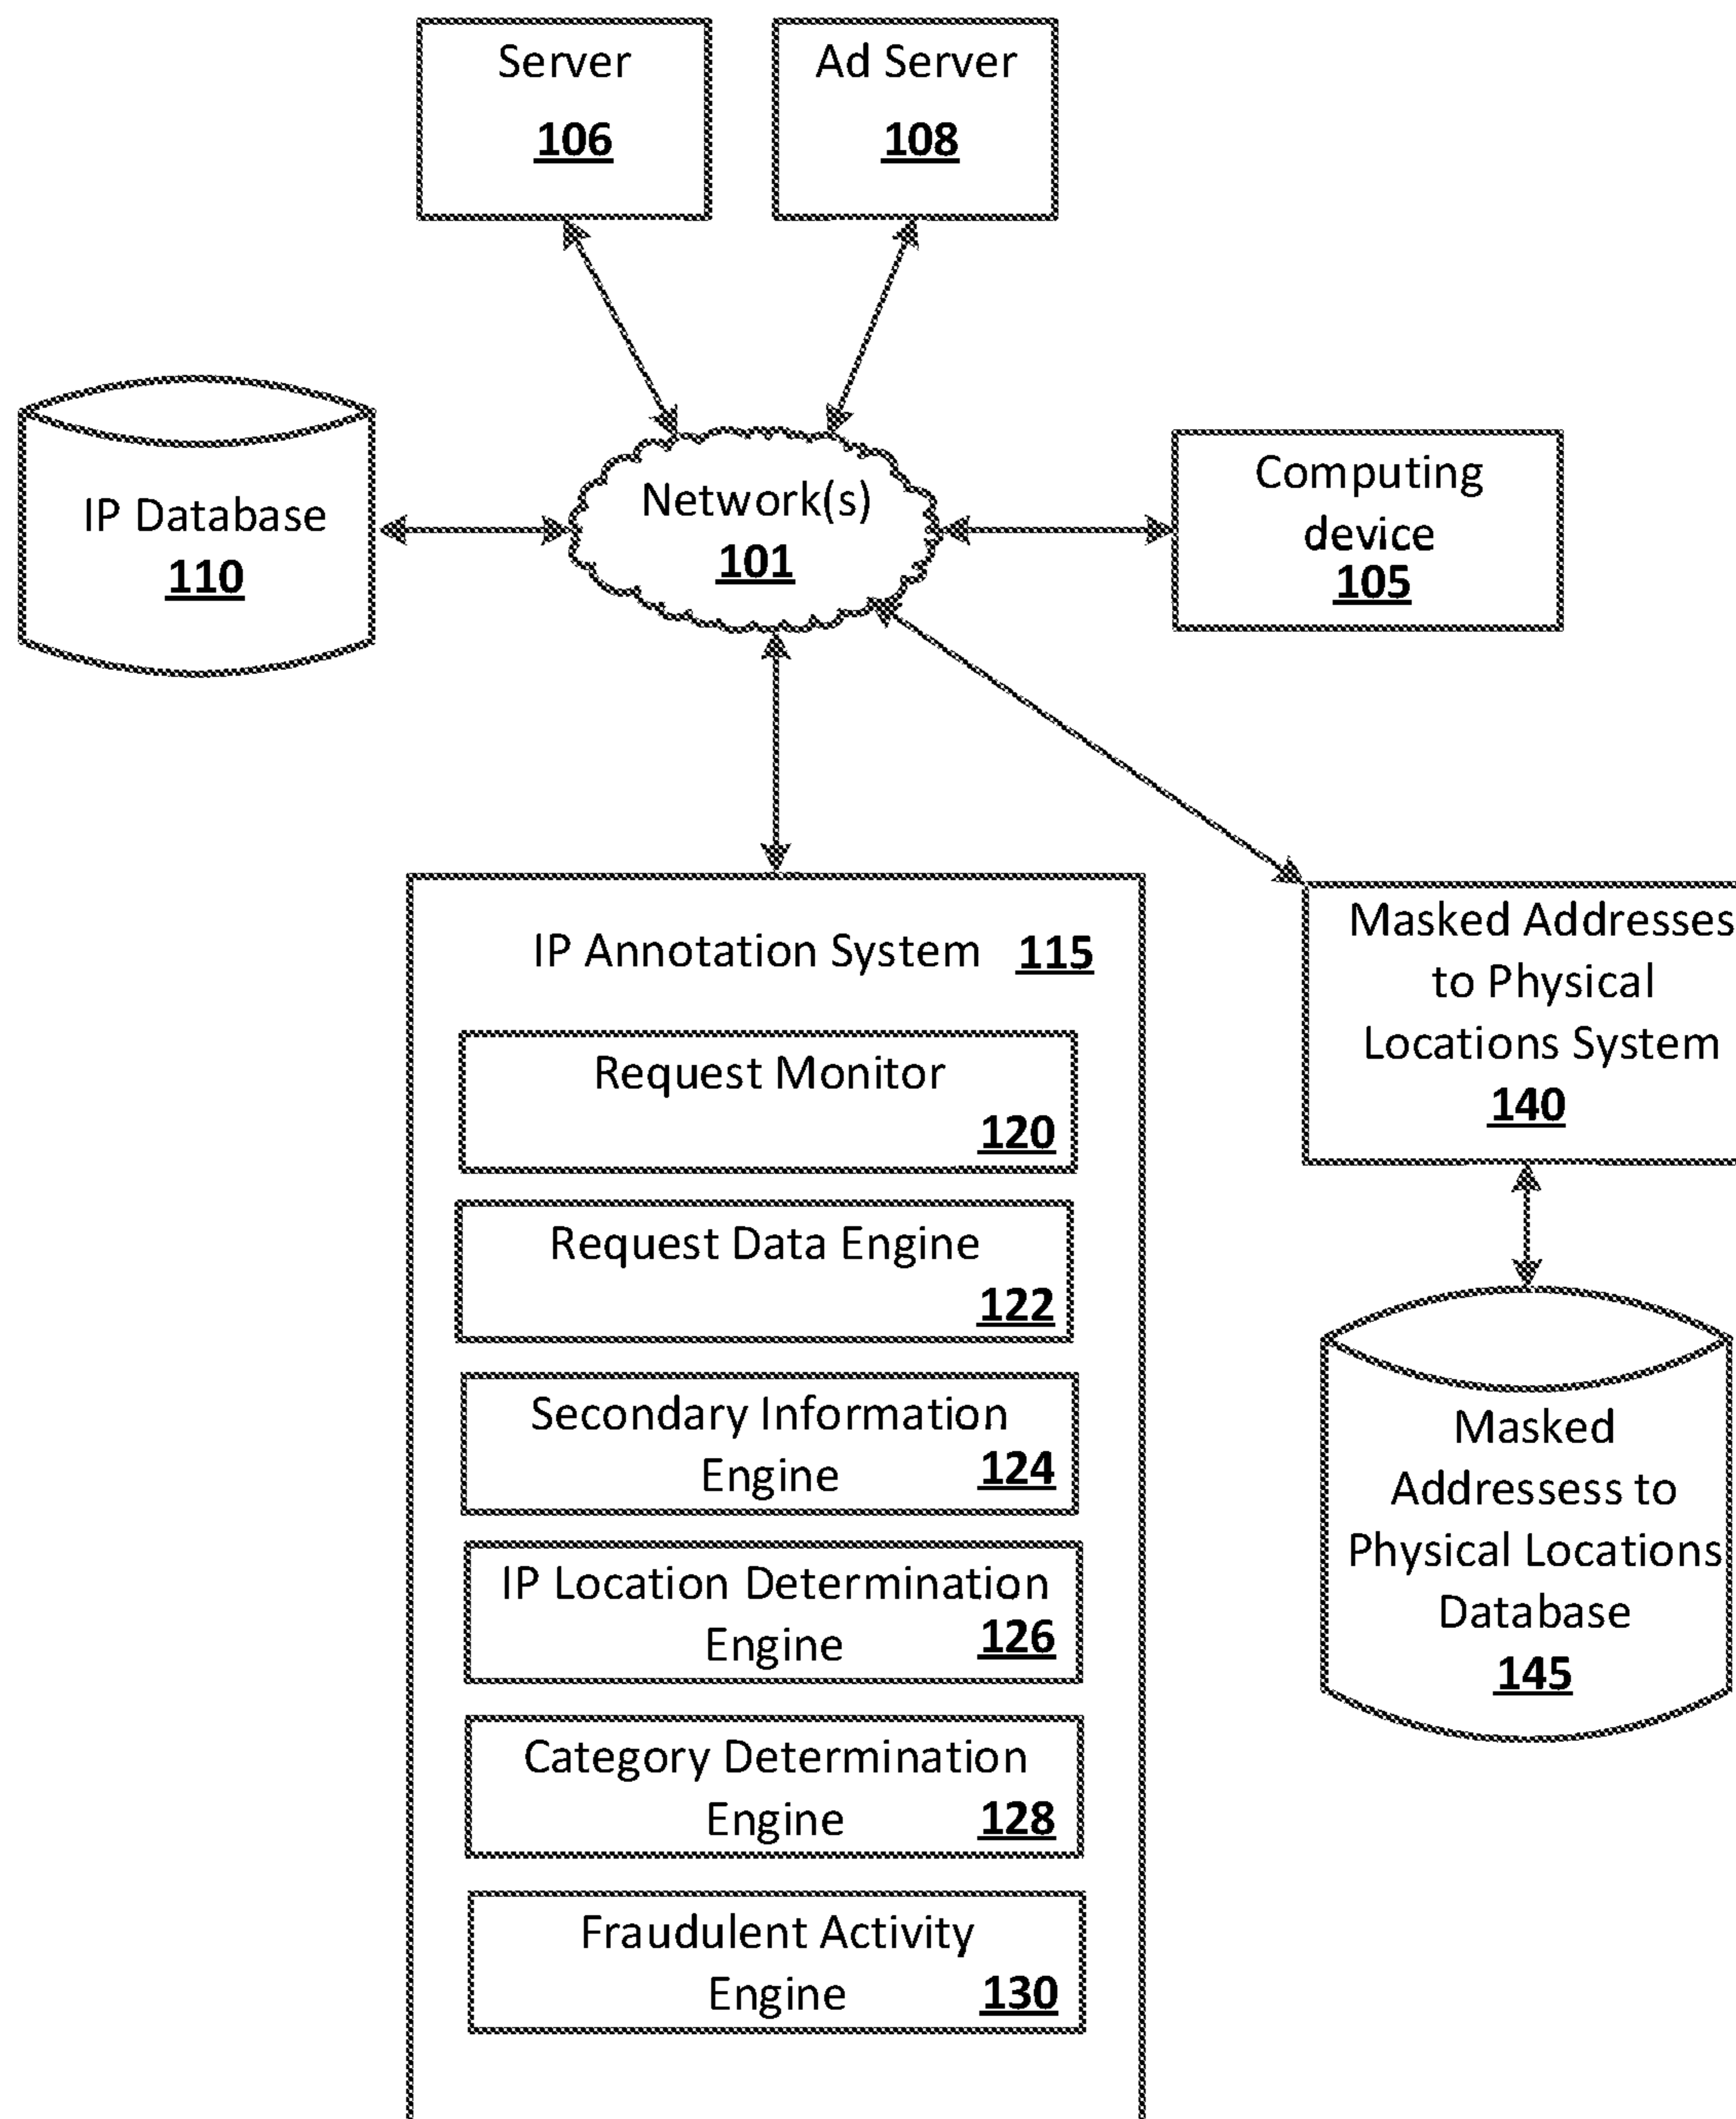 Server
106
Ad Server
108
IP Database
110
Network(s)
101
Computing
device
105
IP Annotation System 115
Request Monitor
120
Request Data Engine
122
Secondary Information
Engine 124
IP Location Determination
Engine 126
Category Determination
Engine 128
Fraudulent Activity
Engine 130
Masked Addresses
to Physical
Locations System
140
Masked
Addressess to
Physical Locations
Database
145